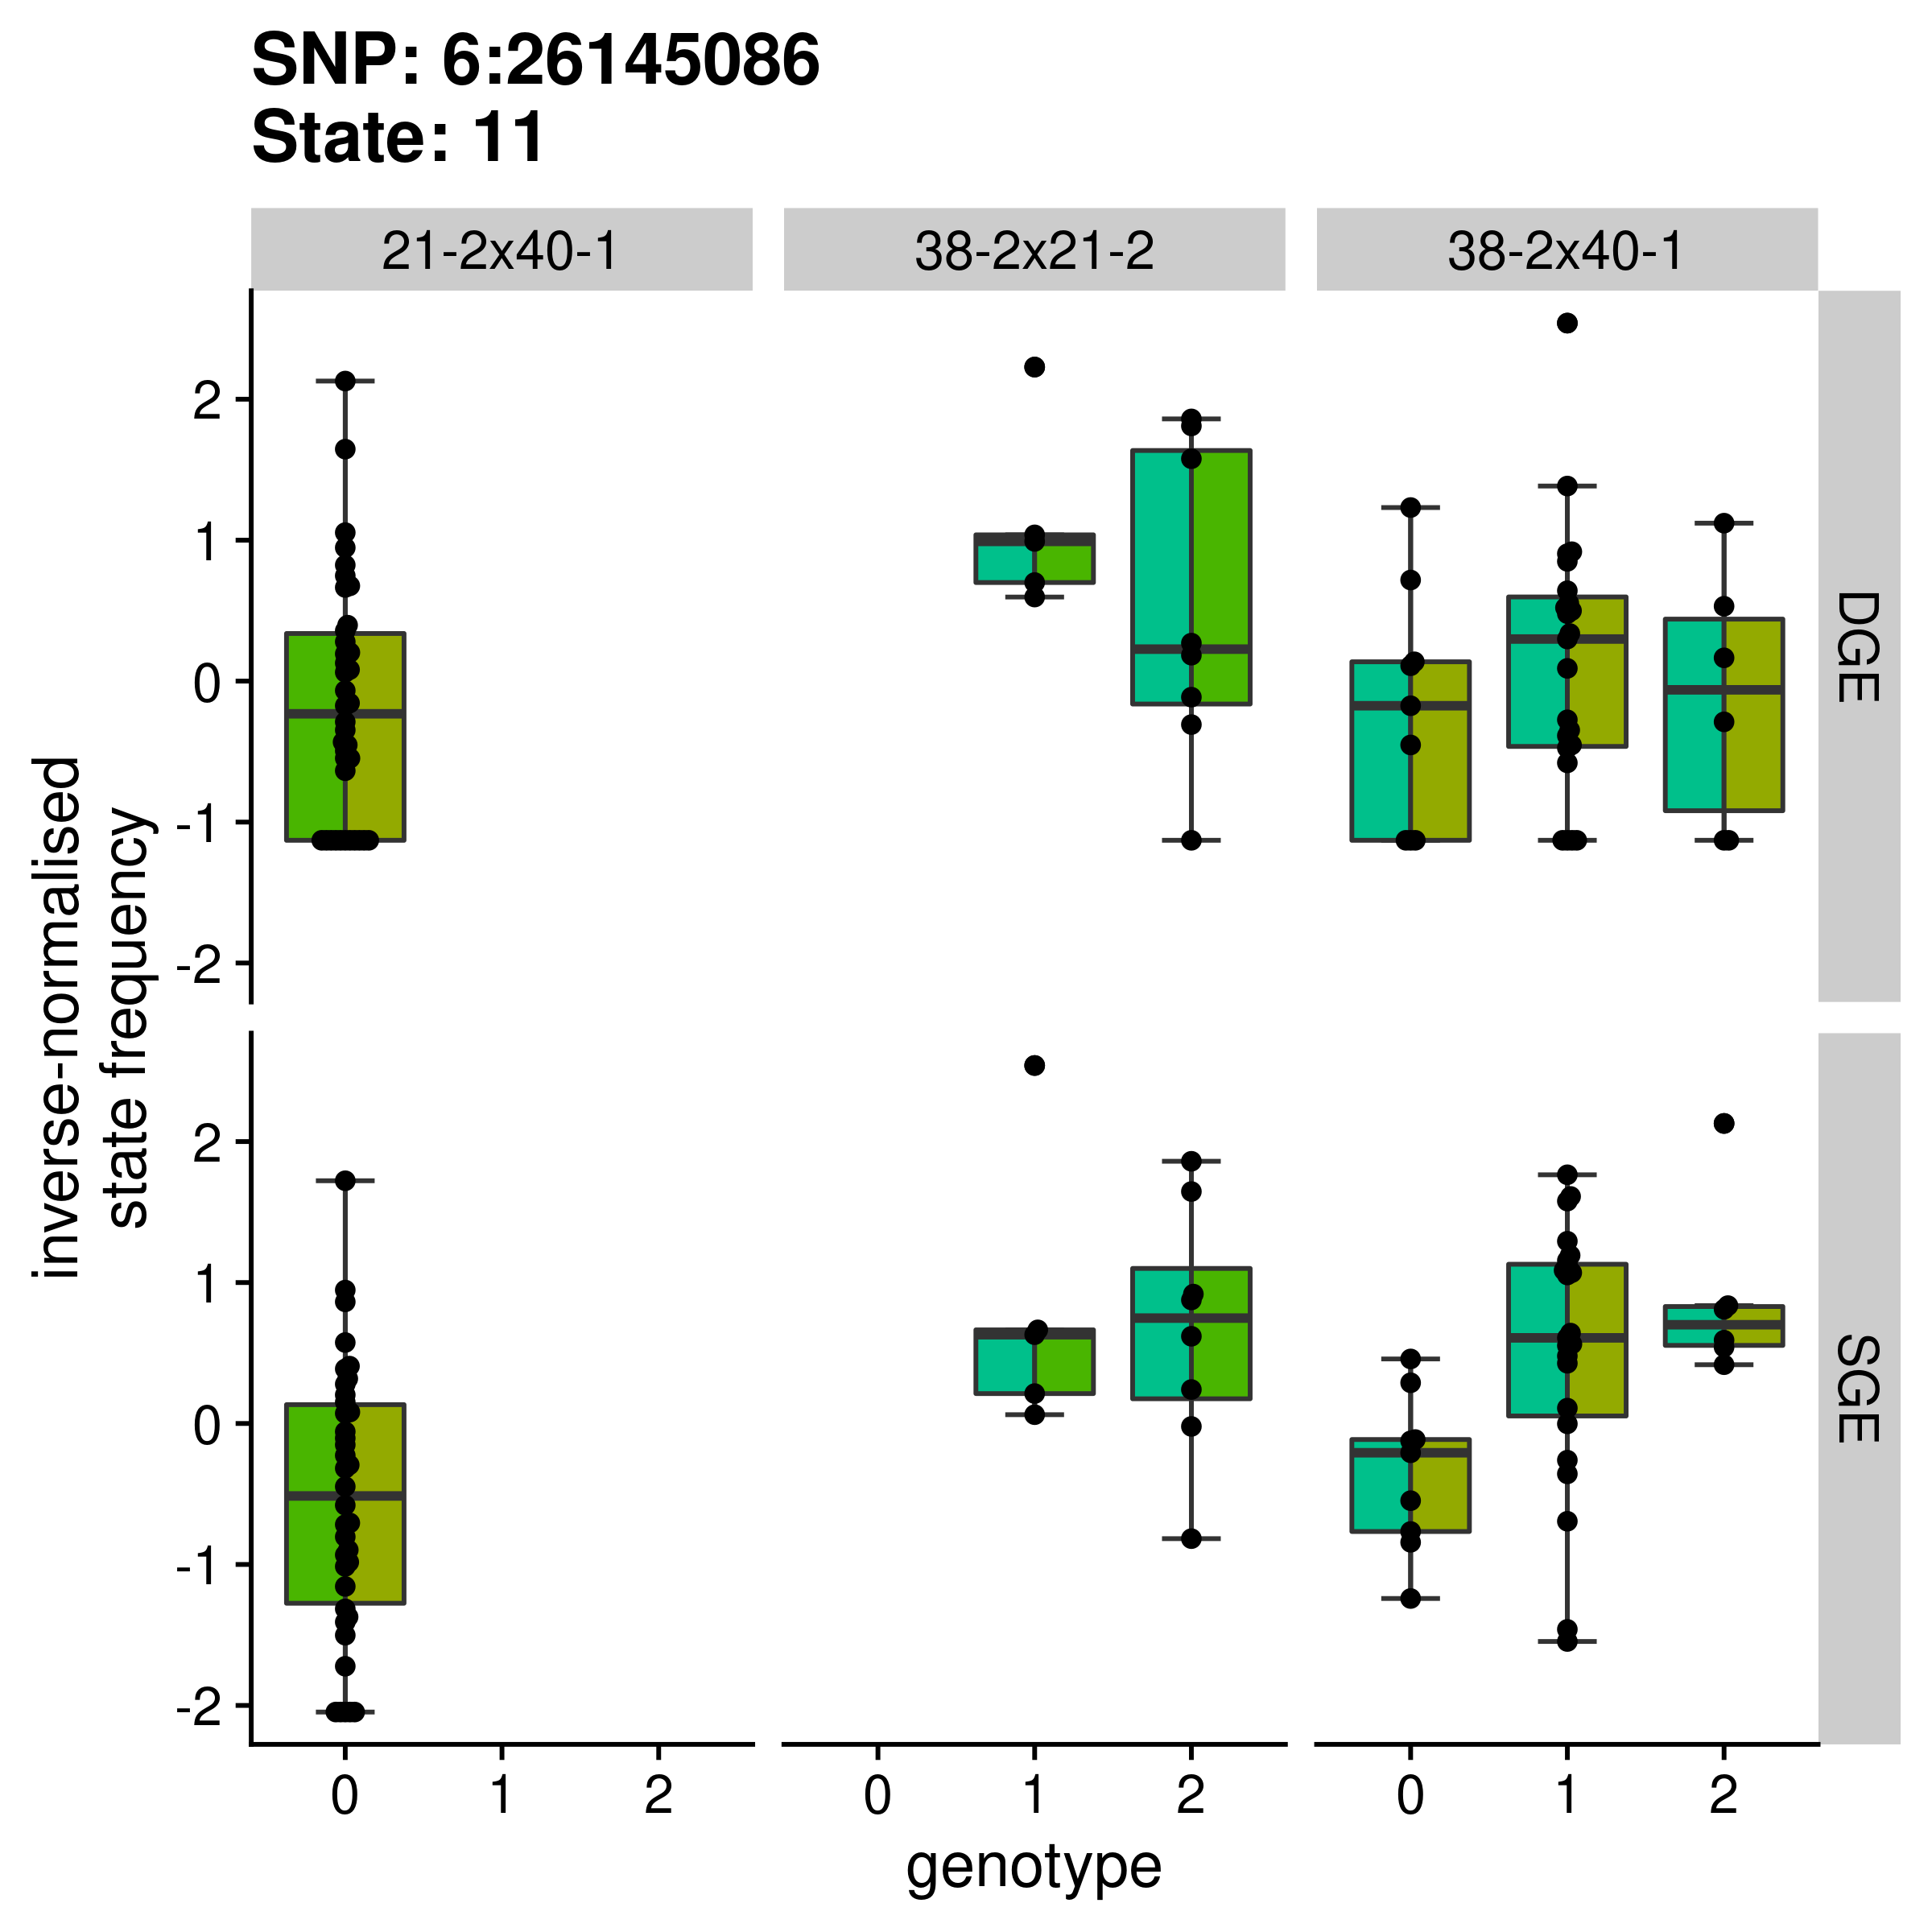 SNP: 6:26145086
State: 11
21-2x40-1
38-2x21-2
38-2x40-1
DGE
2
1
0
-1
-2
SGE
2
1
0
-1
-2
inverse-normalised
state frequency
0
1
2
0
1
2
0
1
2
genotype